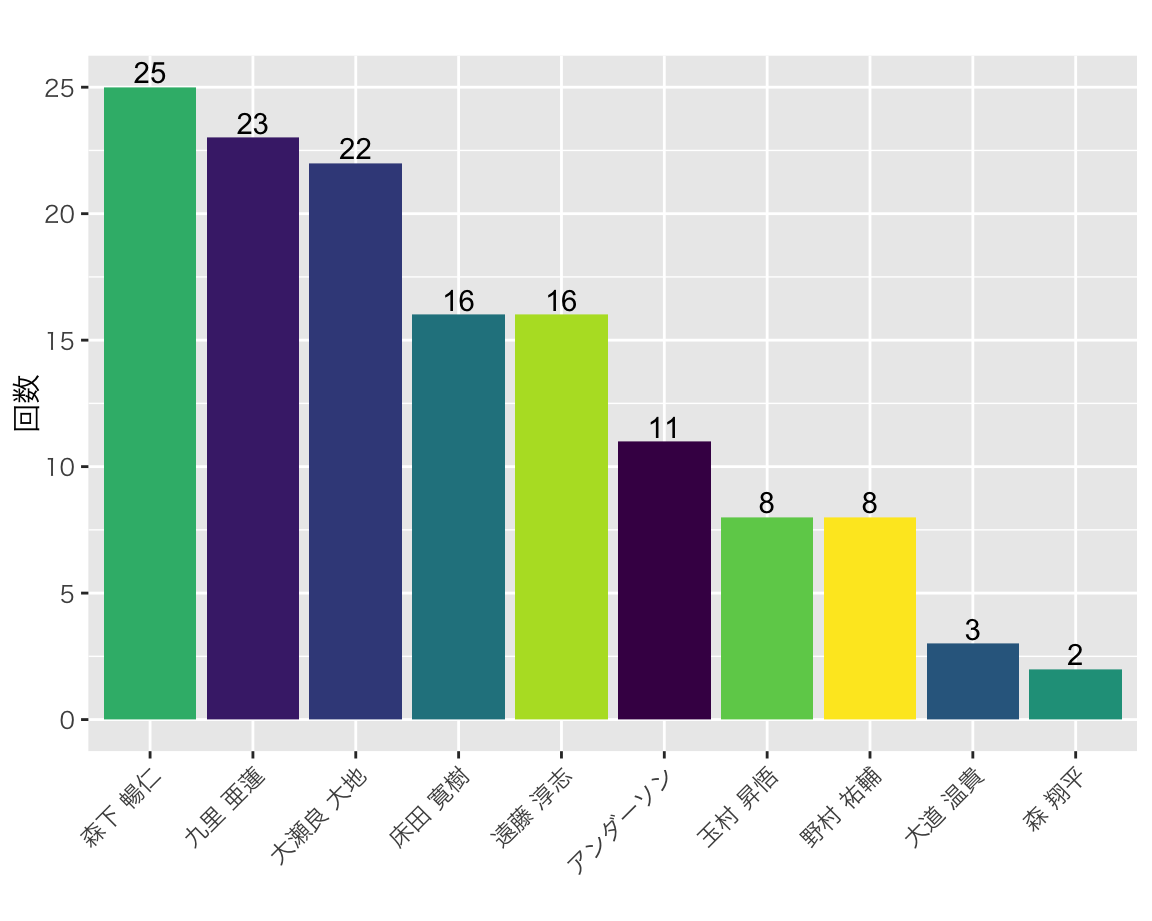 25
23
22
16
16
11
8
8
3
2
25
20
15
10
5
0
回数
森下 暢仁
九里 亜蓮
大瀬良 大地
床田 寛樹
遠藤 淳志
アンダーソン
玉村 昇悟
野村 祐輔
大道 温貴
森 翔平